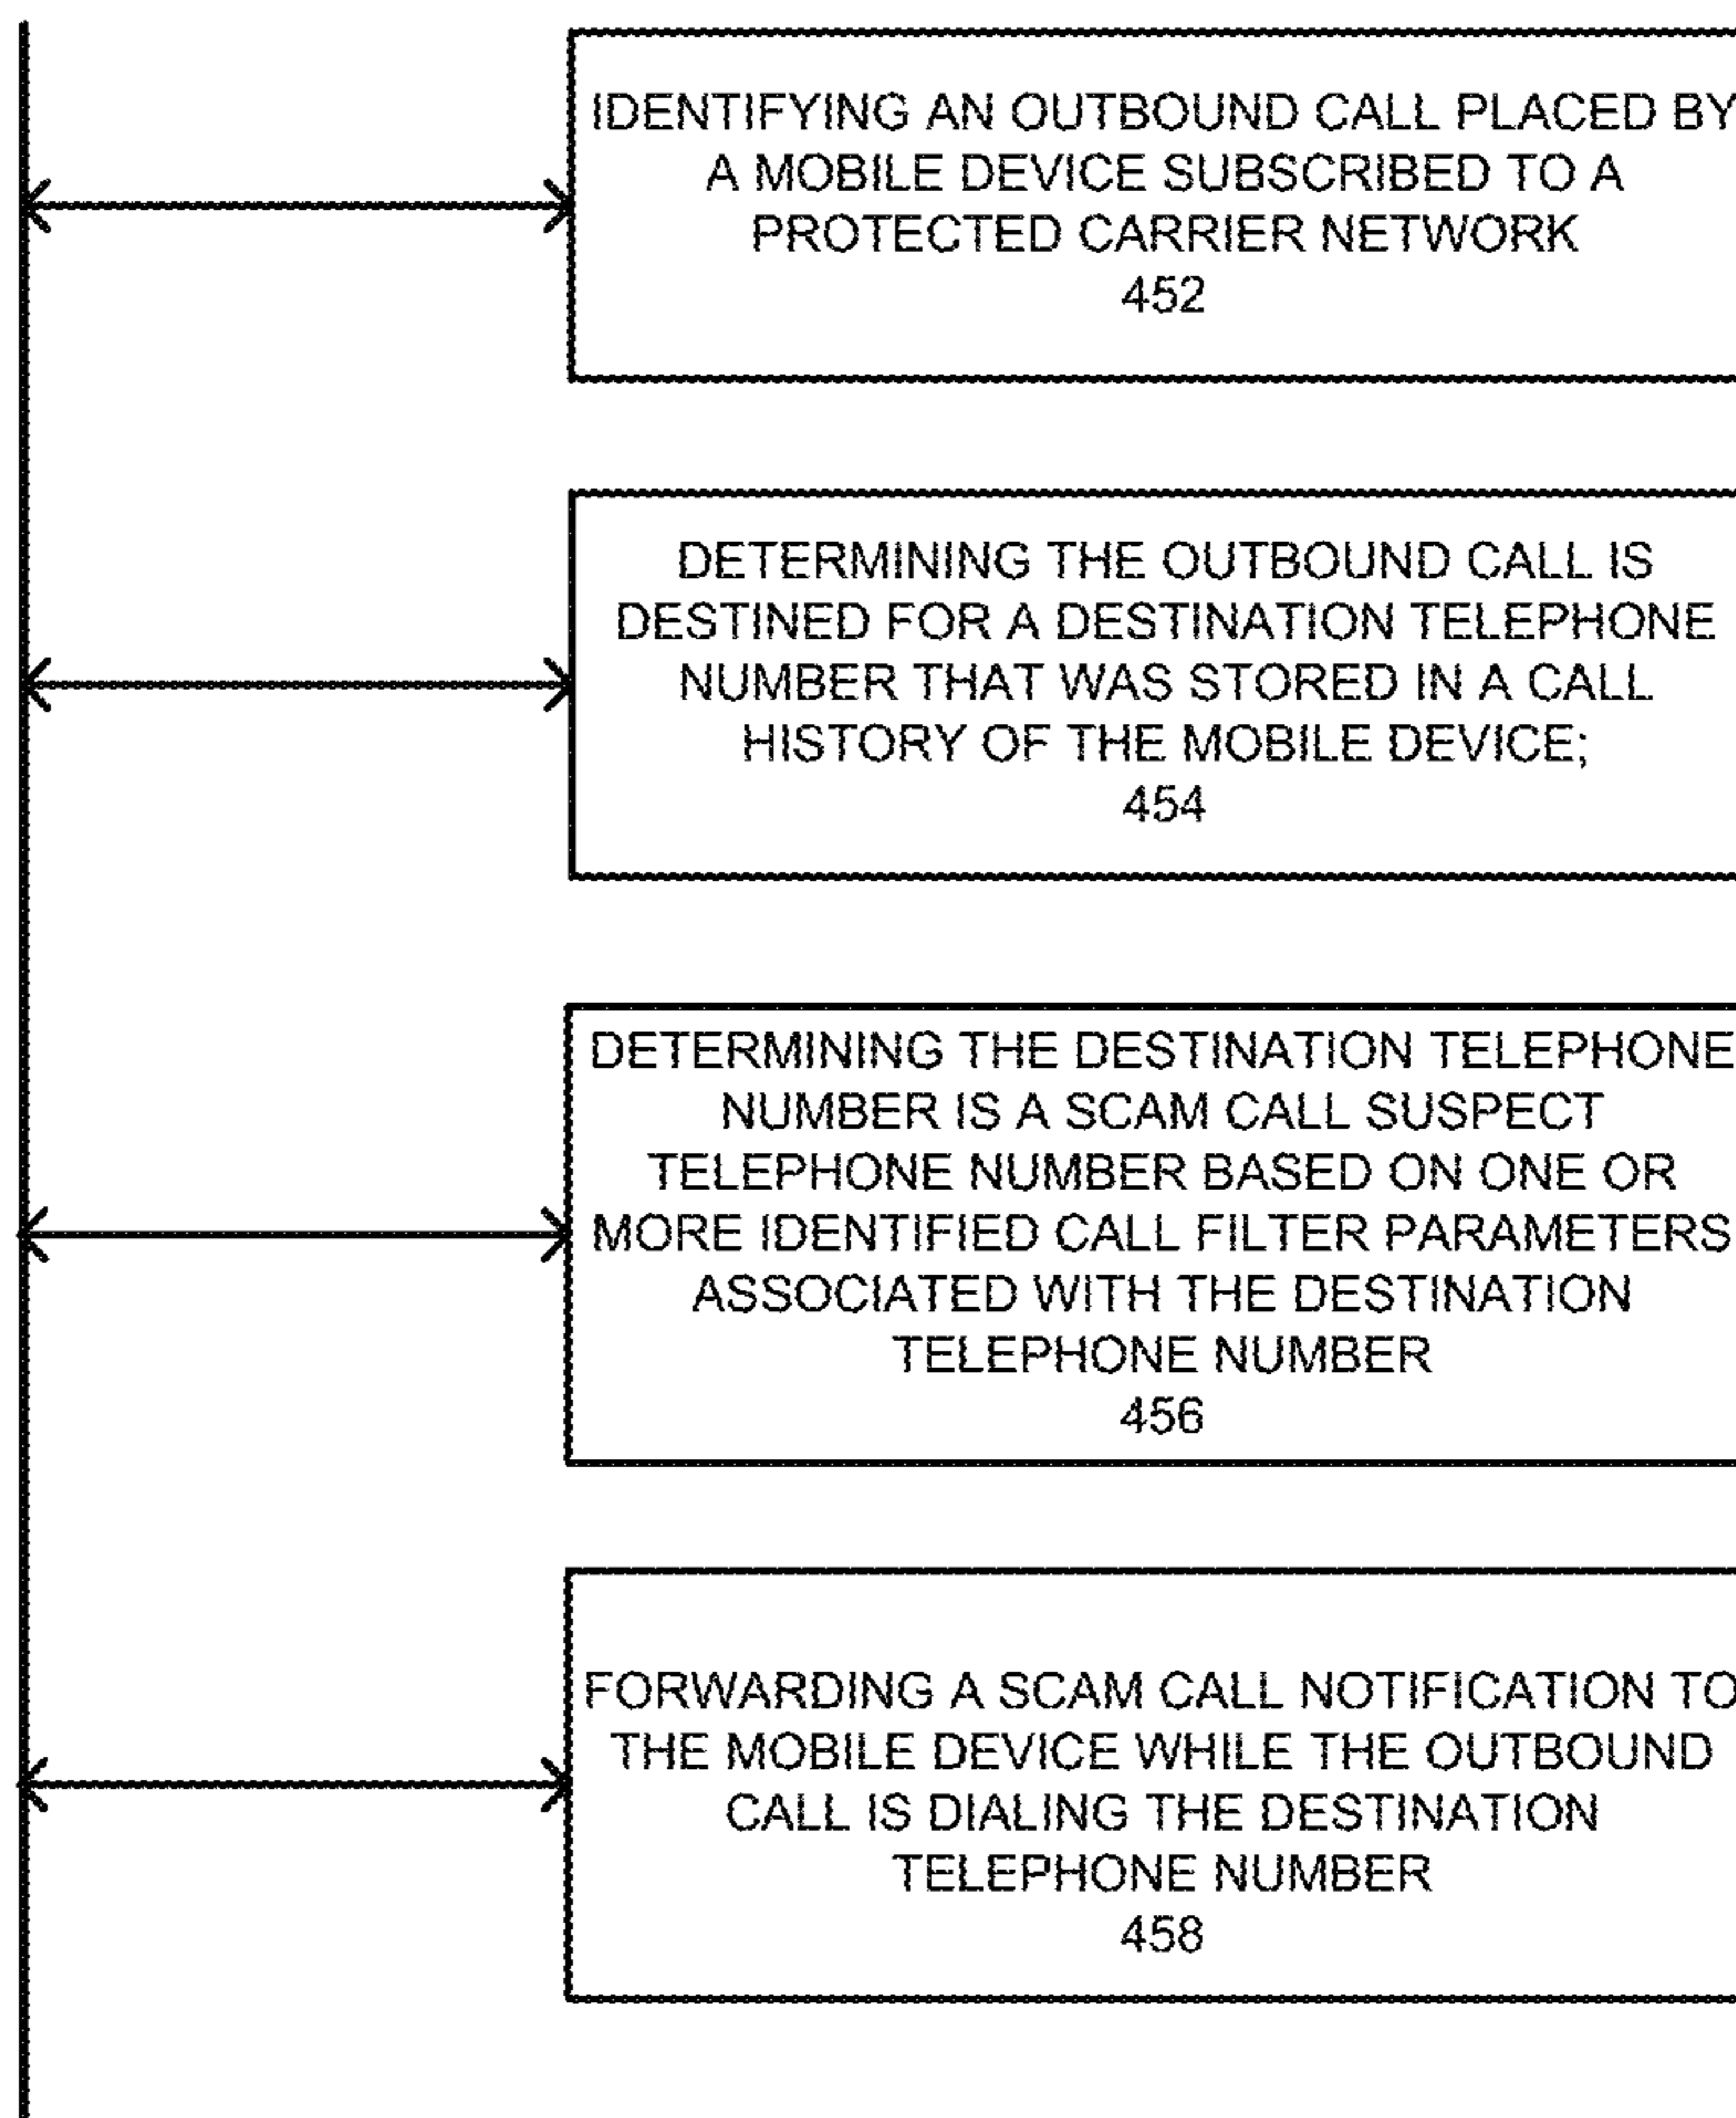 IDENTIFYING AN OUTBOUND CALL PLACED BY
A MOBILE DEVICE SUBSCRIBED TO A
PROTECTED CARRIER NETWORK
452
DETERMINING THE OUTBOUND CALL IS
DESTINED FOR A DESTINATION TELEPHONE
NUMBER THAT WAS STORED IN A CALL
HISTORY OF THE MOBILE DEVICE;
454
DETERMINING THE DESTINATION TELEPHONE
NUMBER IS A SCAM CALL SUSPECT
TELEPHONE NUMBER BASED ON ONE OR
MORE IDENTIFIED CALL FILTER PARAMETERS
ASSOCIATED WITH THE DESTINATION
TELEPHONE NUMBER
456
FORWARDING A SCAM CALL NOTIFICATION TO
THE MOBILE DEVICE WHILE THE OUTBOUND
CALL IS DIALING THE DESTINATION
TELEPHONE NUMBER
458